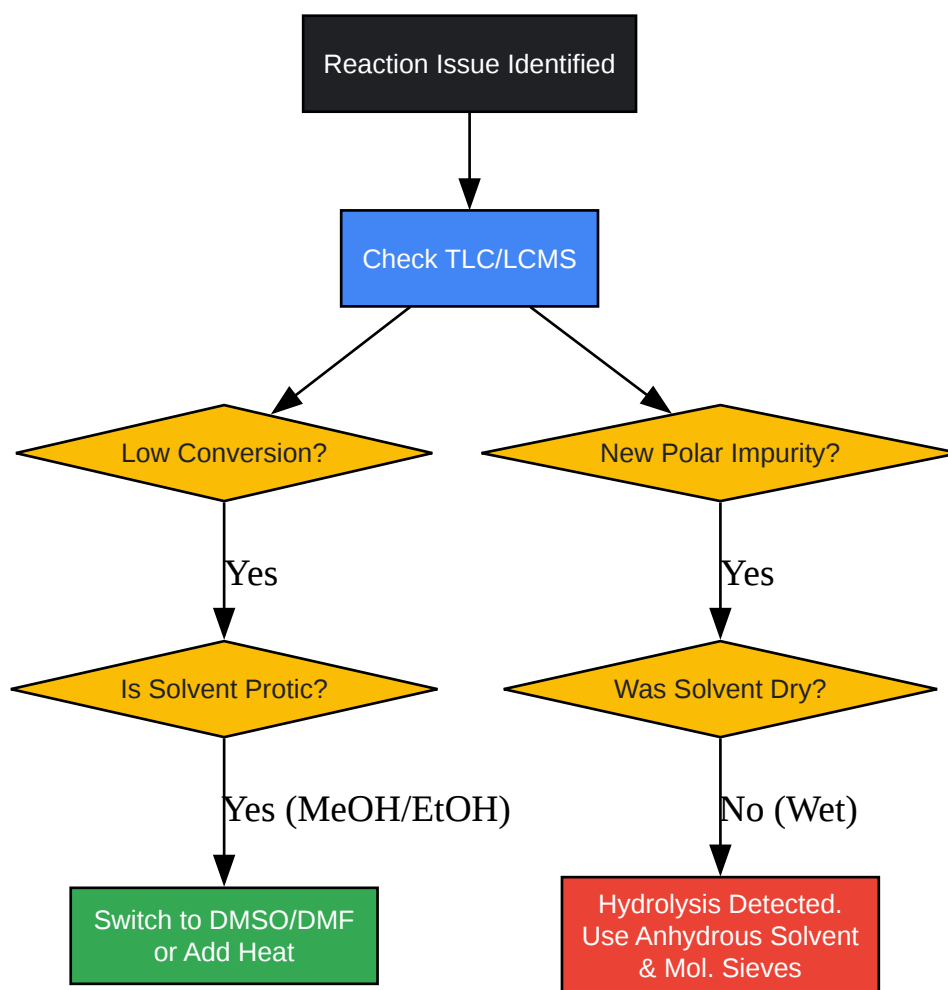 Reaction Issue Identified
Check TLC/LCMS
Low Conversion?
New Polar Impurity?
Yes
Yes
Is Solvent Protic?
Was Solvent Dry?
Yes (MeOH/EtOH)
No (Wet)
Switch to DMSO/DMF
or Add Heat
Hydrolysis Detected.
Use Anhydrous Solvent
& Mol. Sieves